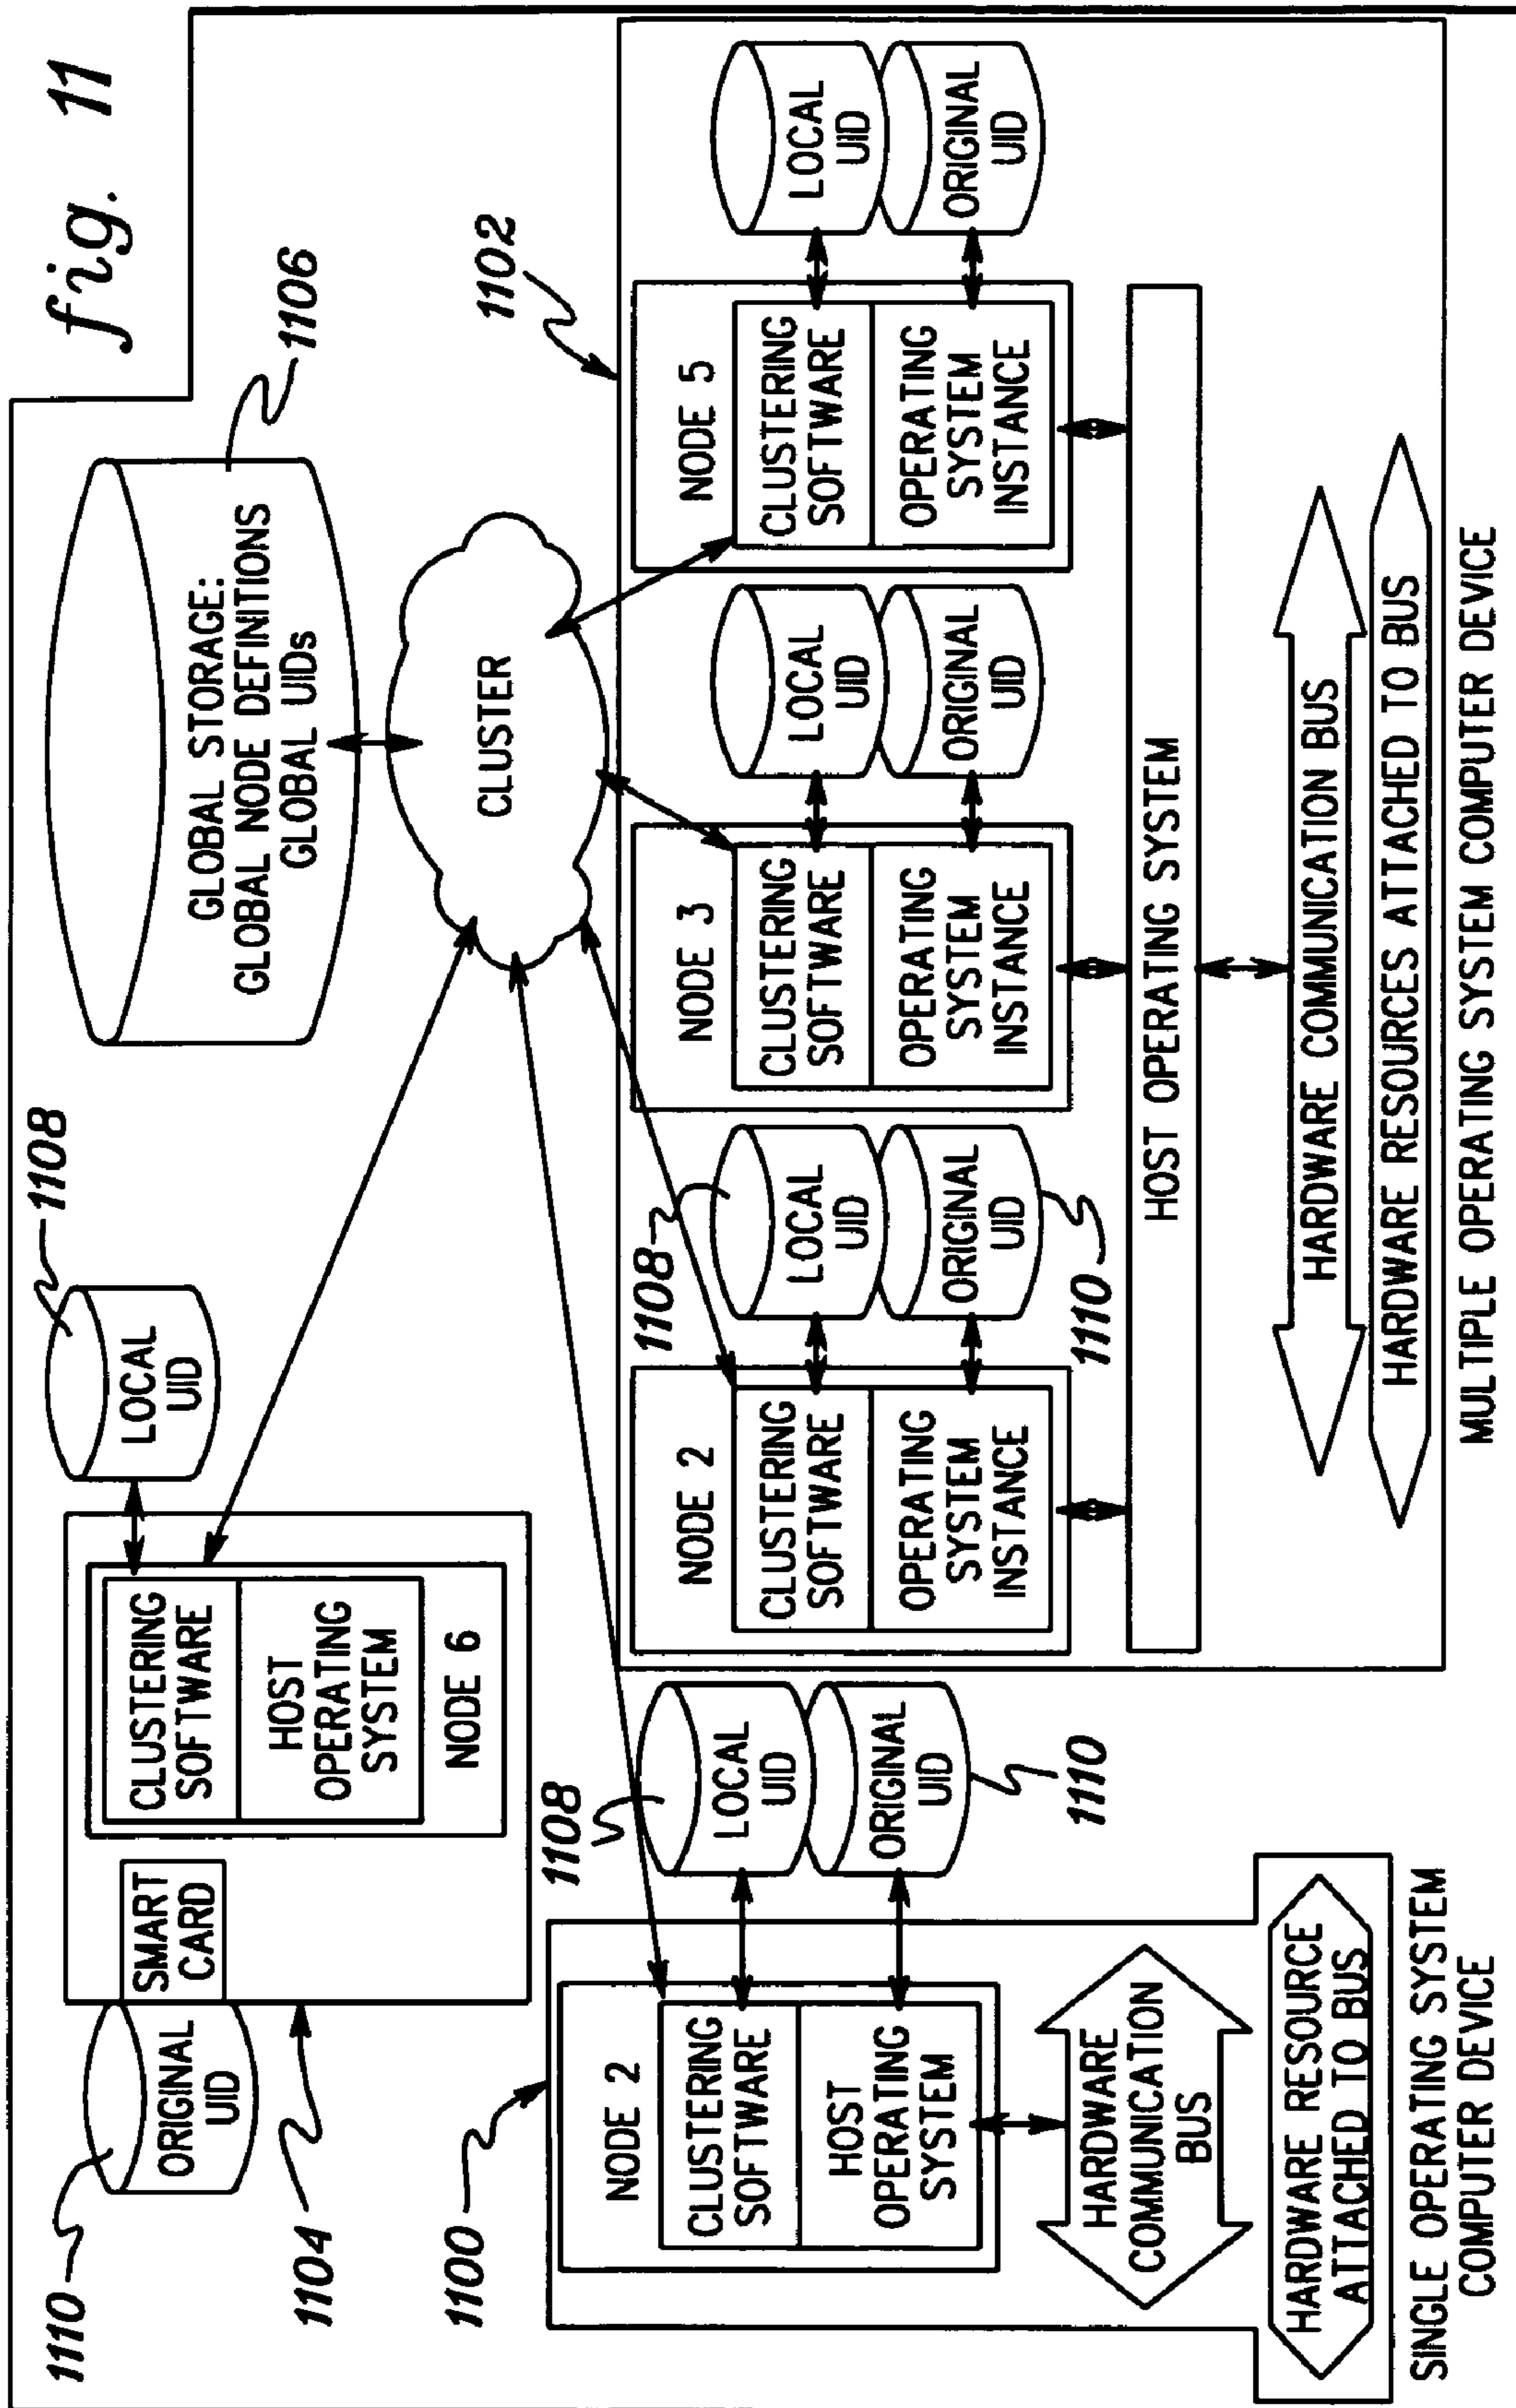 fig. 11
1110
ORIGINAL
UID
SMART
CARD
1104
CLUSTERING
SOFTWARE
HOST
OPERATING
SYSTEM
NODE 6
LOCAL
UID
1108
GLOBAL STORAGE:
GLOBAL NODE DEFINITIONS
GLOBAL UIDs
1106
CLUSTER
1100
NODE 2
CLUSTERING
SOFTWARE
HOST
OPERATING
SYSTEM
1108
LOCAL
UID
ORIGINAL
UID
1110
HARDWARE
COMMUNICATION
BUS
HARDWARE RESOURCE
ATTACHED TO BUS
SINGLE OPERATING SYSTEM
COMPUTER DEVICE
1102
NODE 2
CLUSTERING
SOFTWARE
OPERATING
SYSTEM
INSTANCE
1108
LOCAL
UID
ORIGINAL
UID
1110
NODE 3
CLUSTERING
SOFTWARE
OPERATING
SYSTEM
INSTANCE
LOCAL
UID
ORIGINAL
UID
NODE 5
CLUSTERING
SOFTWARE
OPERATING
SYSTEM
INSTANCE
LOCAL
UID
ORIGINAL
UID
HOST OPERATING SYSTEM
HARDWARE COMMUNICATION BUS
HARDWARE RESOURCES ATTACHED TO BUS
MULTIPLE OPERATING SYSTEM COMPUTER DEVICE